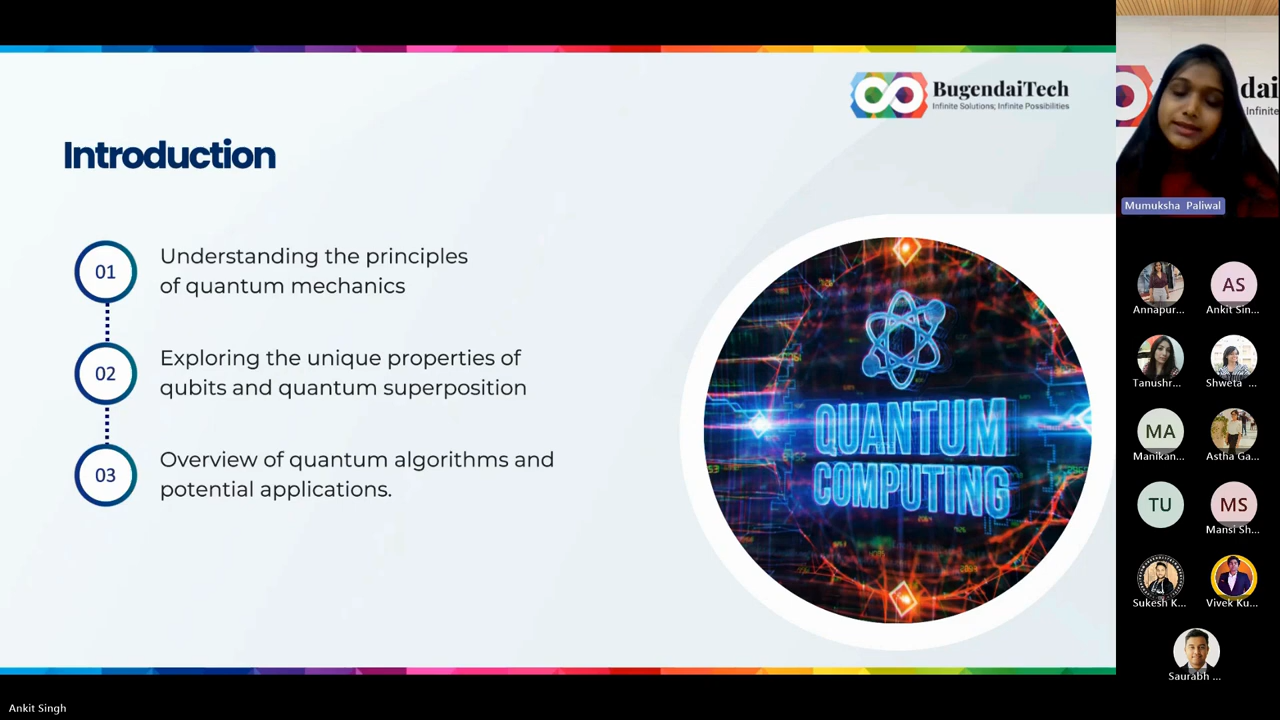 BugendaiTech
Infinite Solutions; Infinite Possibilities
Introduction
01
Understanding the principles
of quantum mechanics
02
Exploring the unique properties of
qubits and quantum superposition
03
Overview of quantum algorithms and
potential applications.
QUANTUM
COMPUTING
dai
Infinite
Mumuksha Paliwal
Annapur...
AS
Ankit Sin...
Tanushr...
Shweta ...
MA
Manikan...
Astha Ga...
TU
MS
Mansi Sh...
Sukesh K...
Vivek Ku...
Saurabh ...
Ankit Singh